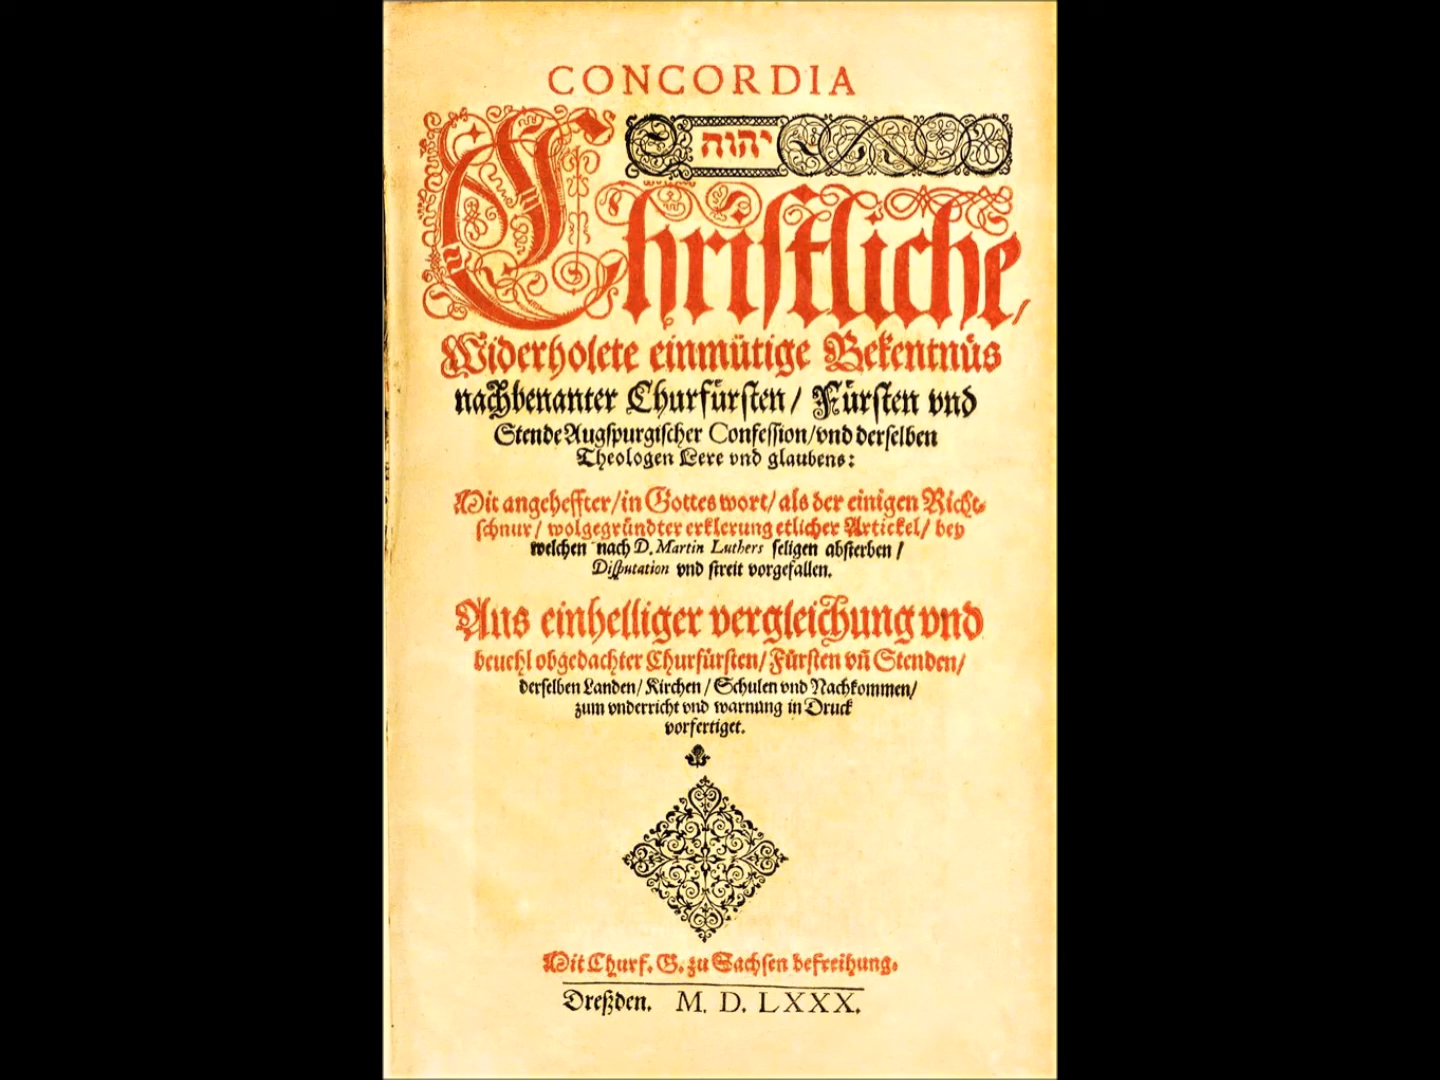 CONCORDIA
יהוה
Chriſtliche,
Widerholete einmütige Bekentnüs
nachbenanter Churfürſten / Fürſten vnd
Stende Augſpurgiſcher Confeſſion / vnd derſelben
Theologen Lere vnd glaubens:
Mit angeheffter / in Gottes wort / als der einigen Richt-
ſchnur / wolgegründter erklerung etlicher Artickel / bey
welchen nach D. Martin Luthers ſeligen abſterben /
Diſputation vnd ſtreit vorgefallen.
Aus einhelliger vergleichung vnd
beuehl obgedachter Churfürſten / Fürſten vñ Stenden /
derſelben Landen / Kirchen / Schulen vnd Nachkommen /
zum vnderricht vnd warnung in Druck
vorfertiget.
Mit Churf. G. zu Sachſen befreihung.
Dreſzden. M. D. LXXX.